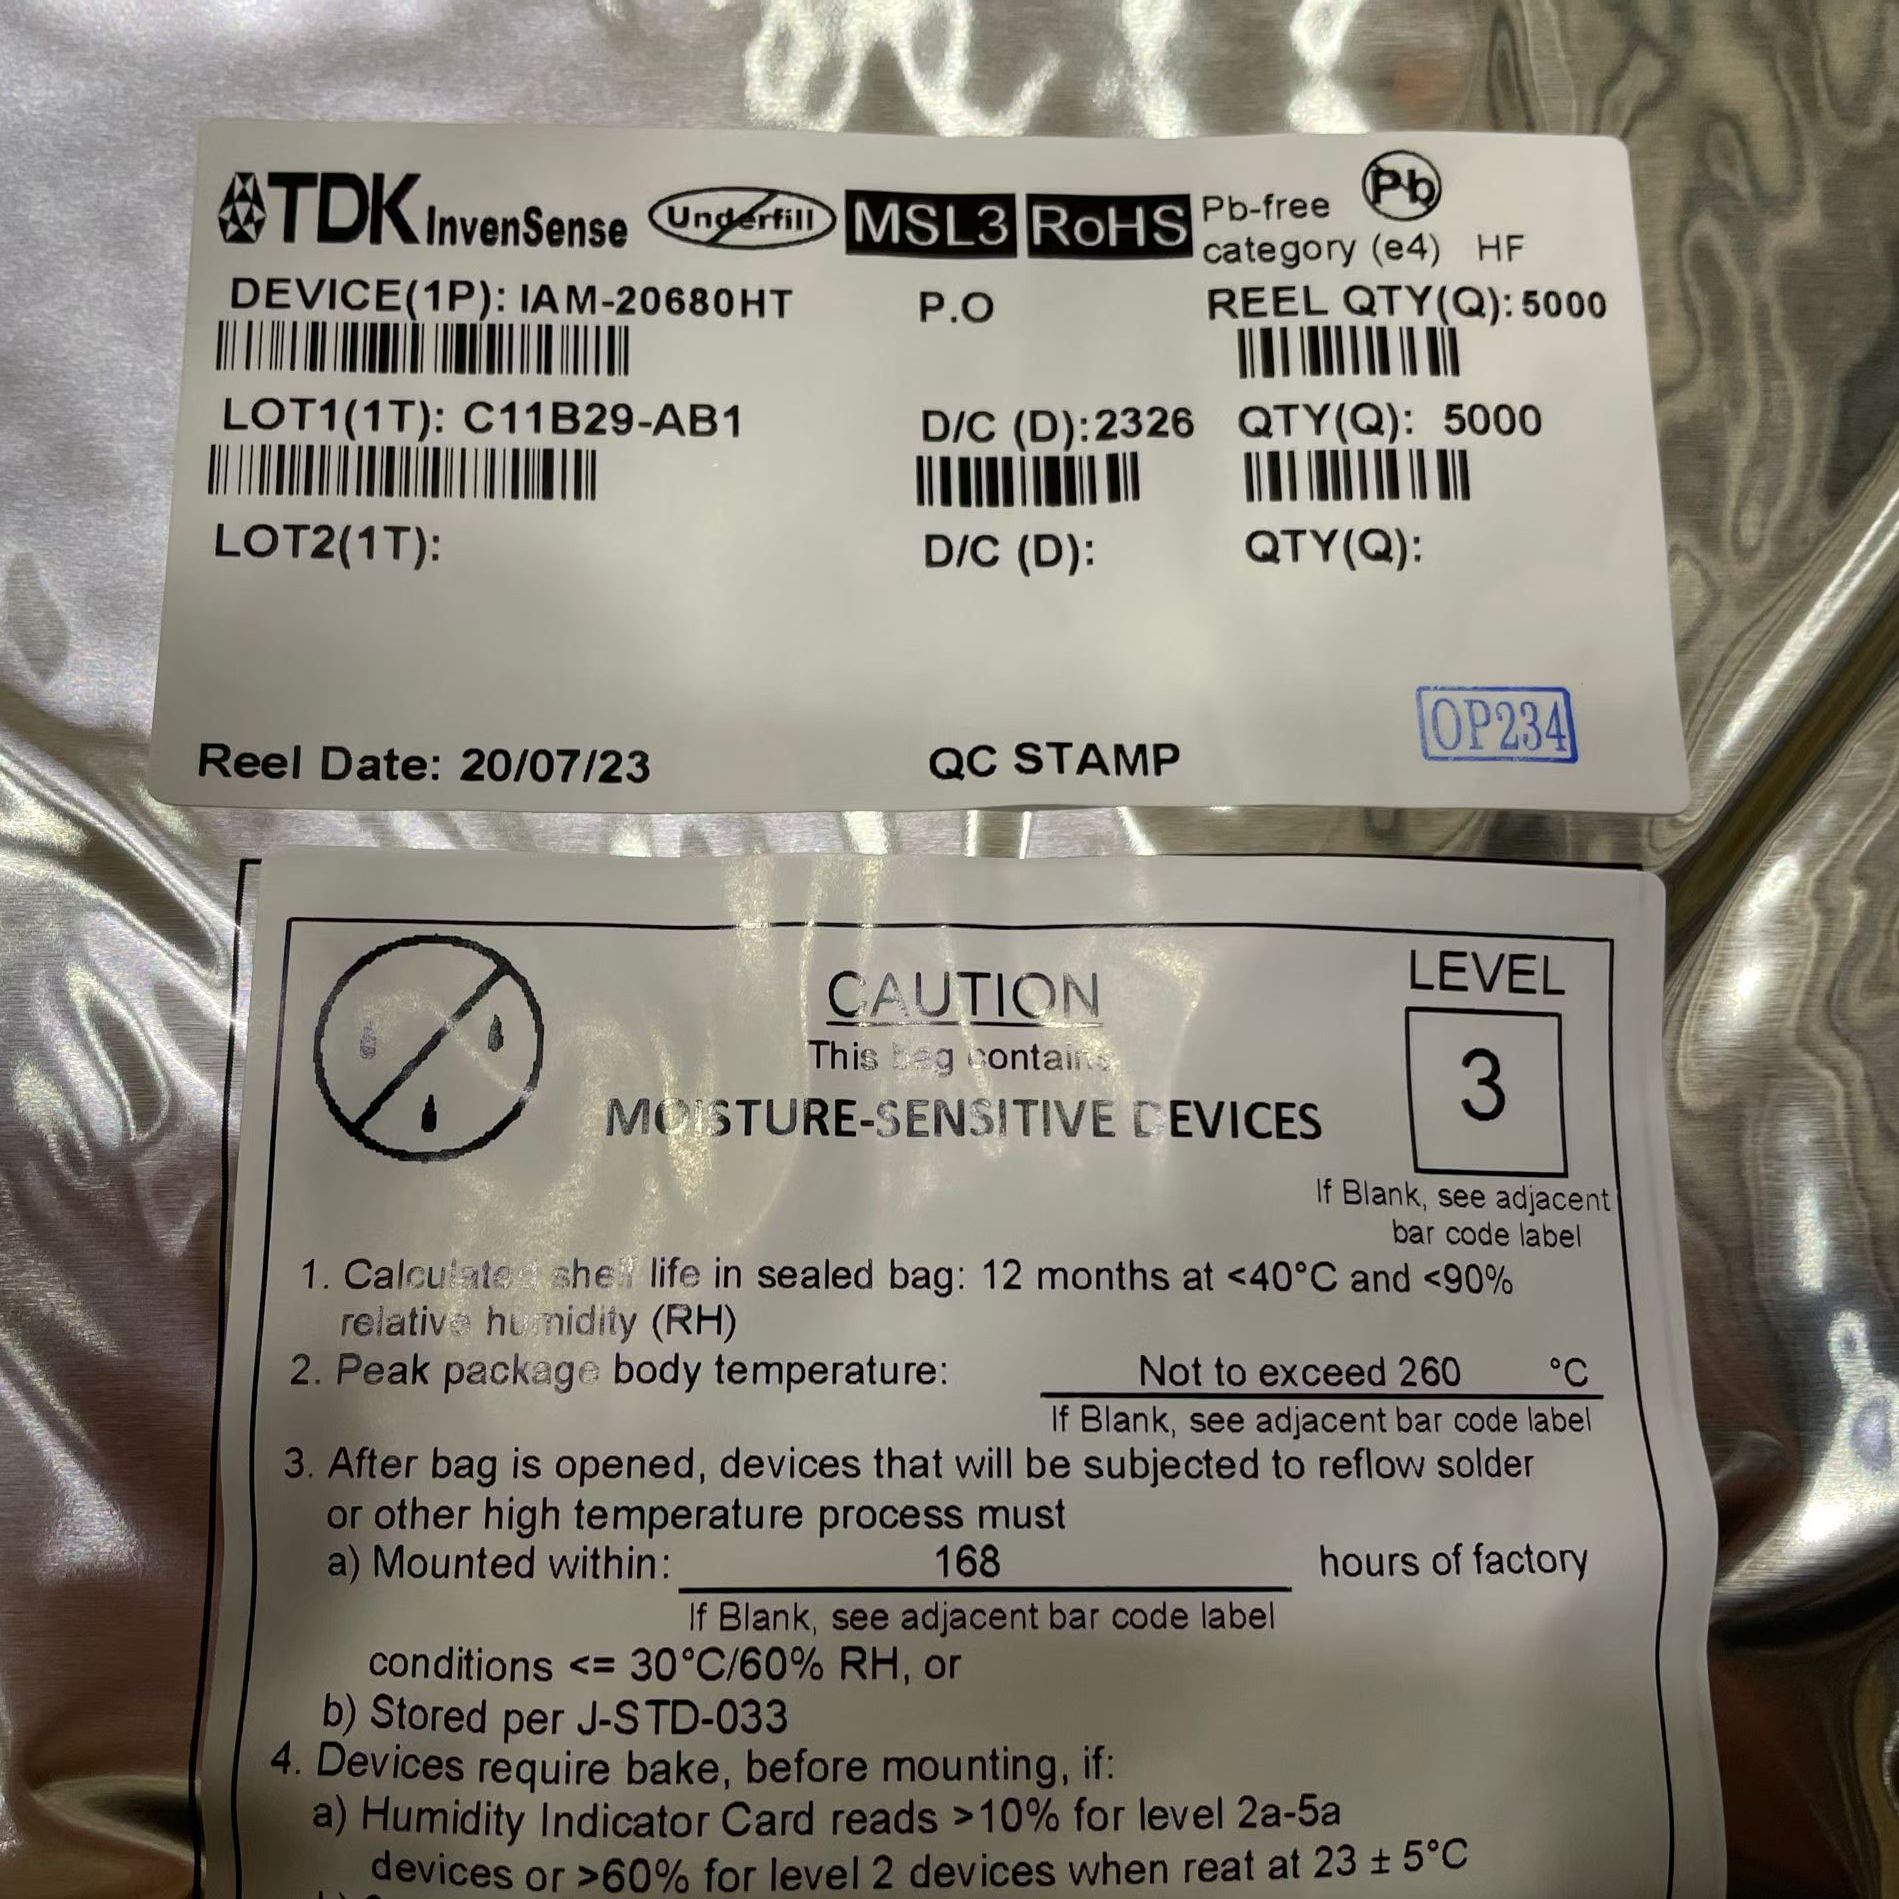 TDK InvenSense Underfill MSL3 RoHS Pb-free category (e4) HF Pb
DEVICE(1P): IAM-20680HT P.O REEL QTY(Q): 5000
LOT1(1T): C11B29-AB1 D/C (D):2326 QTY(Q): 5000
LOT2(1T): D/C (D): QTY(Q):
OP234
Reel Date: 20/07/23 QC STAMP
CAUTION
LEVEL
3
This bag contains
MOISTURE-SENSITIVE DEVICES
If Blank, see adjacent
bar code label
1. Calculated shelf life in sealed bag: 12 months at <40°C and <90%
relative humidity (RH)
2. Peak package body temperature: Not to exceed 260 °C
If Blank, see adjacent bar code label
3. After bag is opened, devices that will be subjected to reflow solder
or other high temperature process must
a) Mounted within: 168 hours of factory
If Blank, see adjacent bar code label
conditions <= 30°C/60% RH, or
b) Stored per J-STD-033
4. Devices require bake, before mounting, if:
a) Humidity Indicator Card reads >10% for level 2a-5a
devices or >60% for level 2 devices when reat at 23 ± 5°C